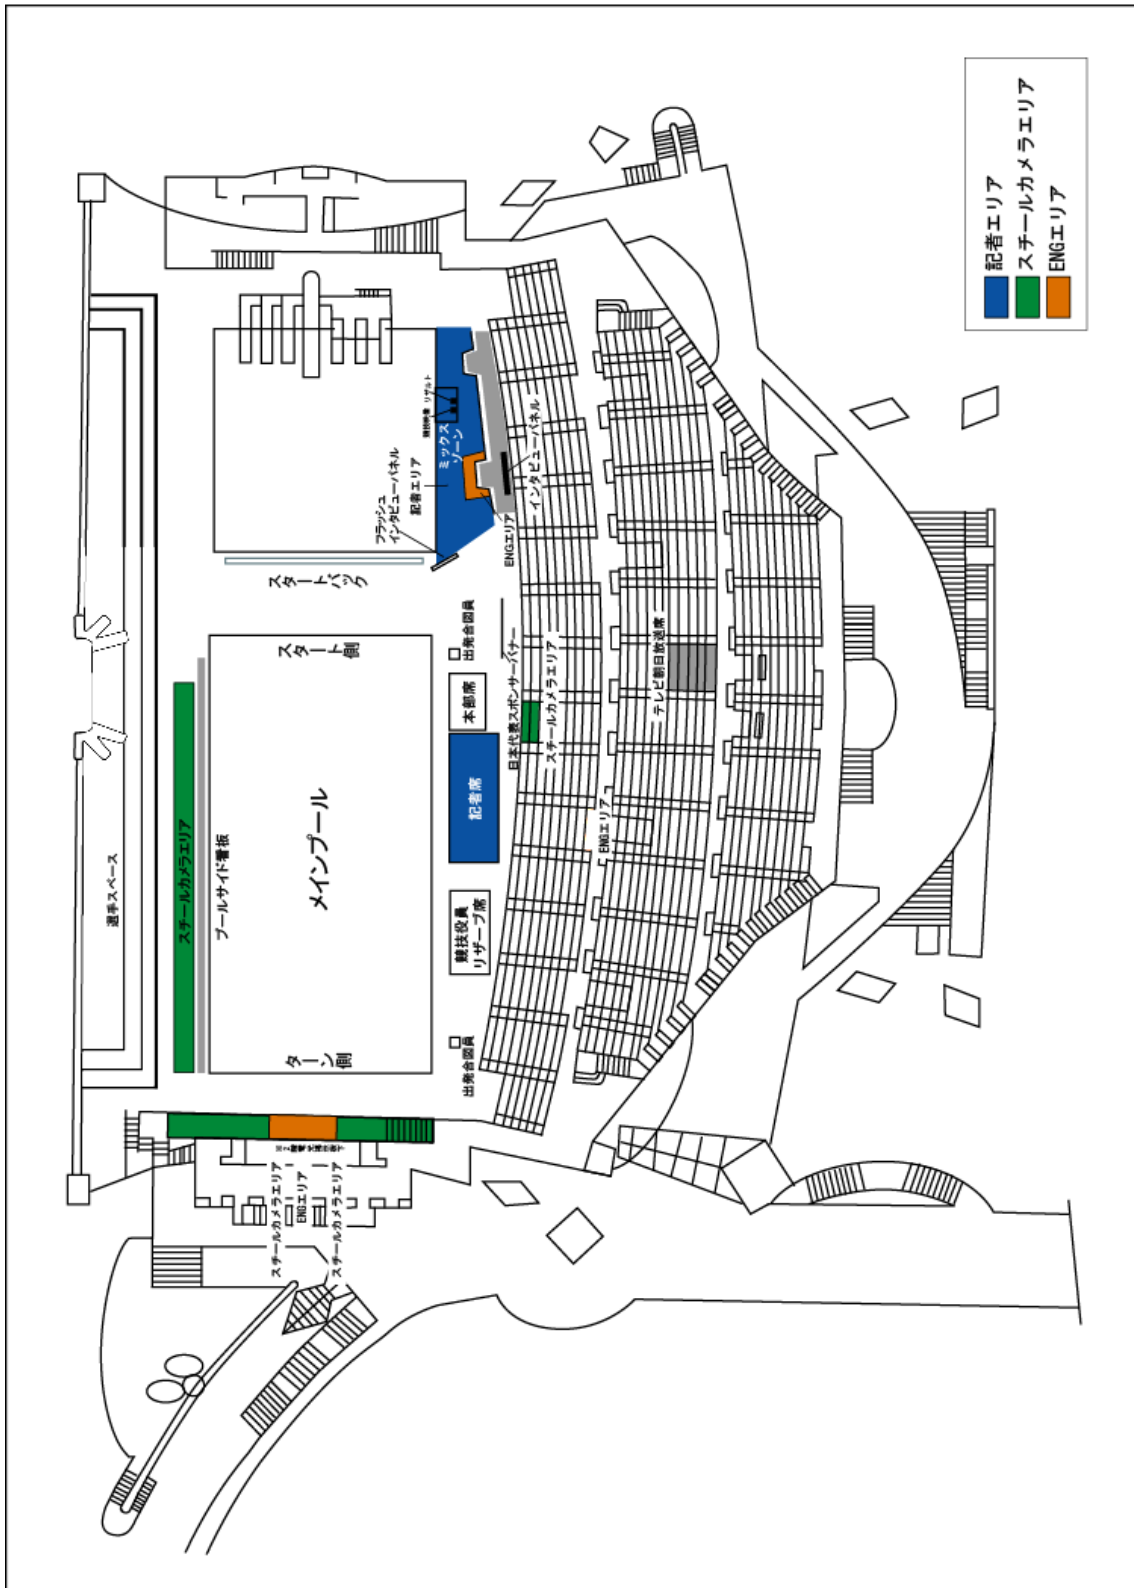 記者エリア
スチールカメラエリア
ENGエリア
選手スペース
スチールカメラエリア
プールサイド看板
メインプール
スタート側
ターン側
スタートバック
フラッシュ
インタビューパネル
記者エリア
ミックス
ゾーン
競技映像
リザルト
ENGエリア
インタビューパネル
出発合図員
本部席
記者席
競技役員
リザーブ席
出発合図員
日本代表スポンサーバナー
スチールカメラエリア
テレビ朝日放送席
ENGエリア
スチールカメラエリア
ENGエリア
スチールカメラエリア